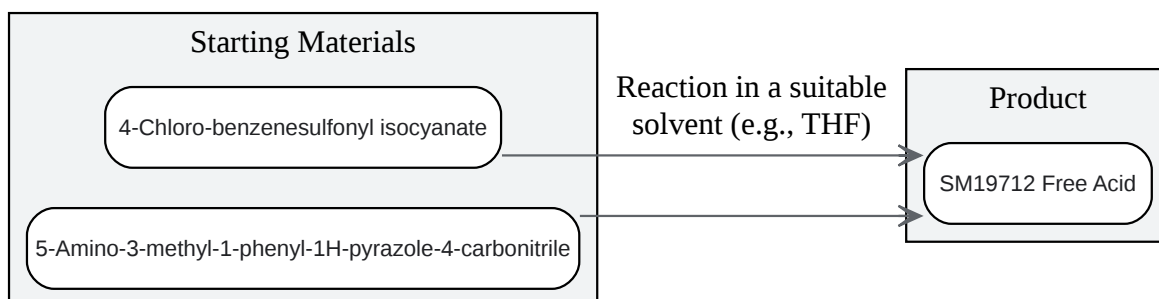 Starting Materials
4-Chloro-benzenesulfonyl isocyanate
5-Amino-3-methyl-1-phenyl-1H-pyrazole-4-carbonitrile
Reaction in a suitable
solvent (e.g., THF)
Product
SM19712 Free Acid